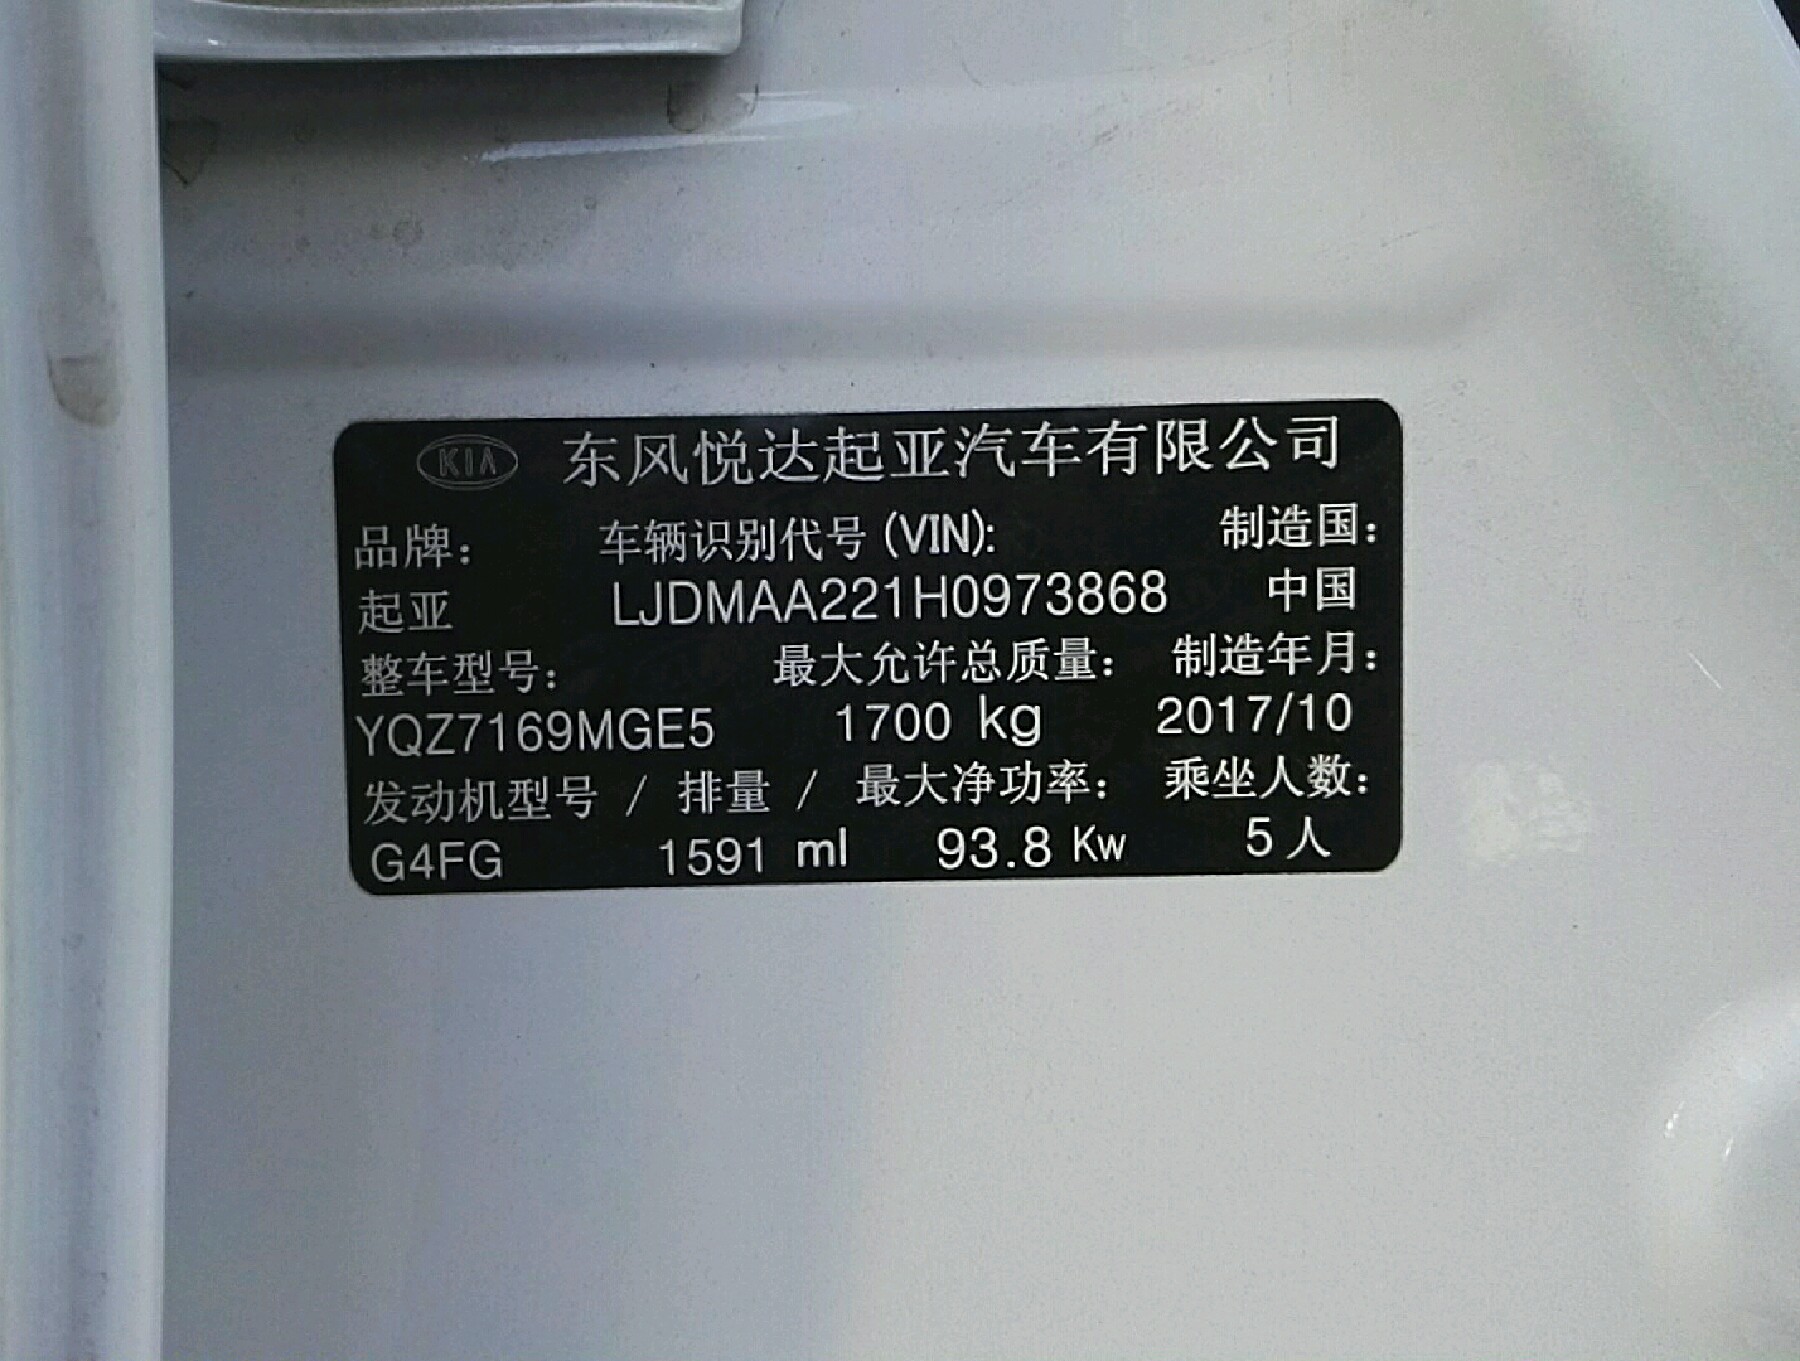 KIA 东风悦达起亚汽车有限公司
品牌： 车辆识别代号 (VIN): 制造国：
起亚 LJDMAA221H0973868 中国
整车型号： 最大允许总质量： 制造年月：
YQZ7169MGE5 1700 kg 2017/10
发动机型号 / 排量 / 最大净功率： 乘坐人数：
G4FG 1591 ml 93.8 Kw 5人